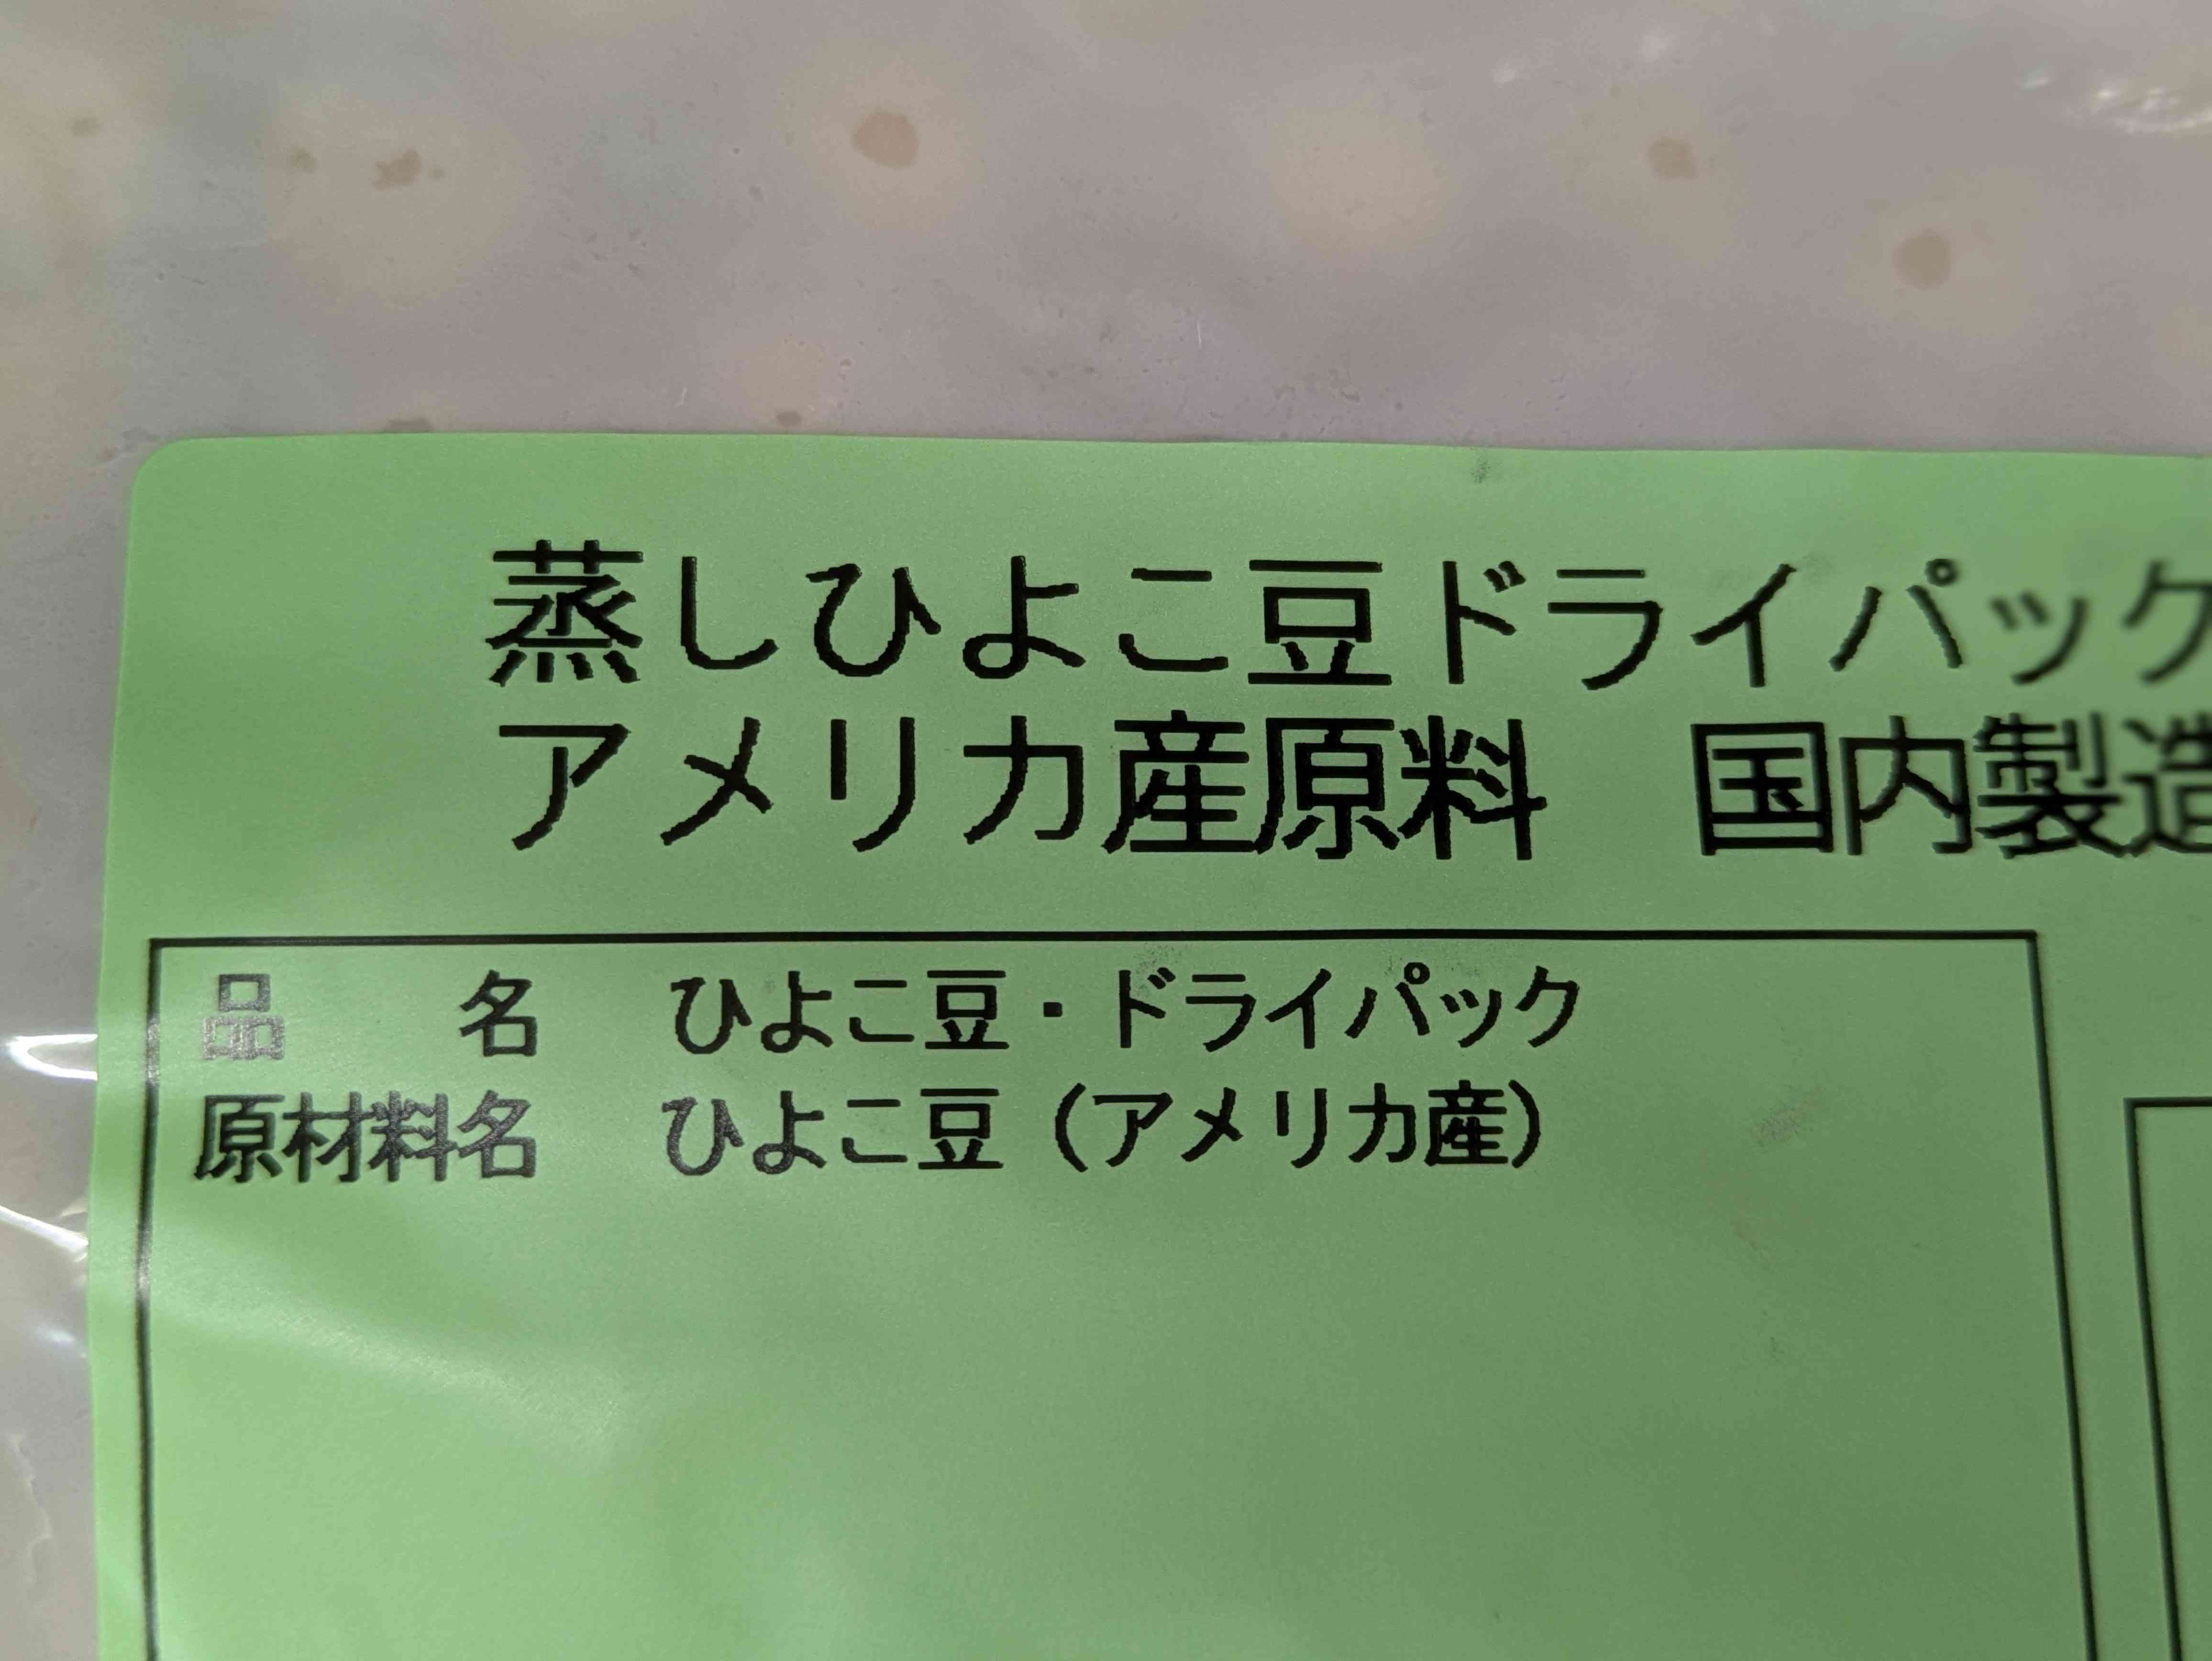 蒸しひよこ豆ドライパック
アメリカ産原料　国内製造
品　　名　ひよこ豆・ドライパック
原材料名　ひよこ豆（アメリカ産）